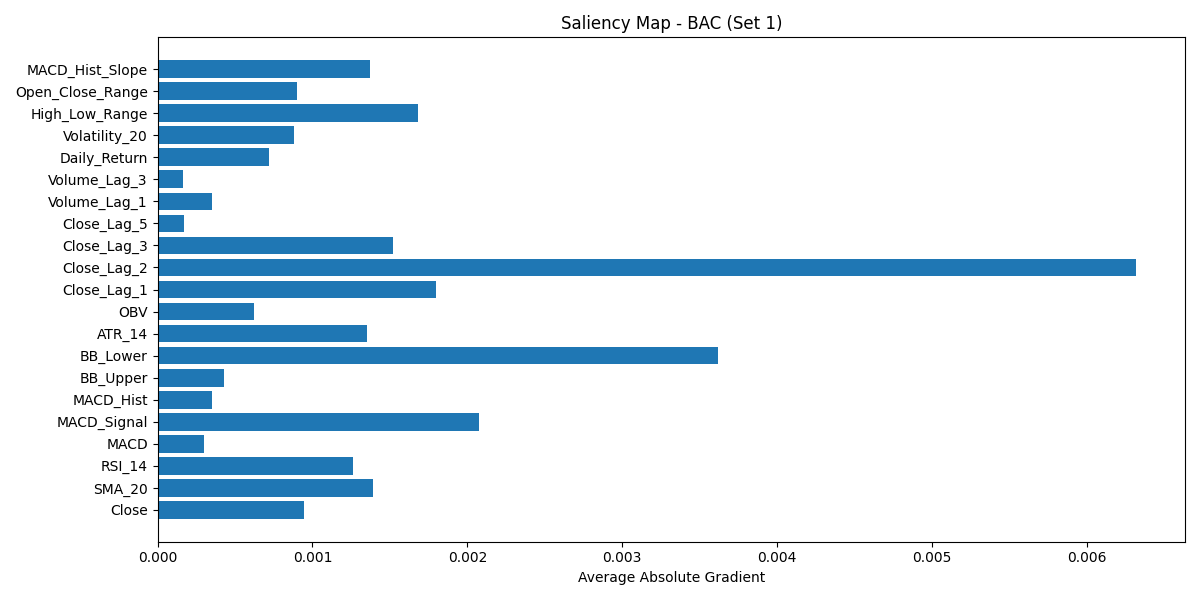 Saliency Map - BAC (Set 1)
MACD_Hist_Slope
Open_Close_Range
High_Low_Range
Volatility_20
Daily_Return
Volume_Lag_3
Volume_Lag_1
Close_Lag_5
Close_Lag_3
Close_Lag_2
Close_Lag_1
OBV
ATR_14
BB_Lower
BB_Upper
MACD_Hist
MACD_Signal
MACD
RSI_14
SMA_20
Close
0.000 0.001 0.002 0.003 0.004 0.005 0.006
Average Absolute Gradient